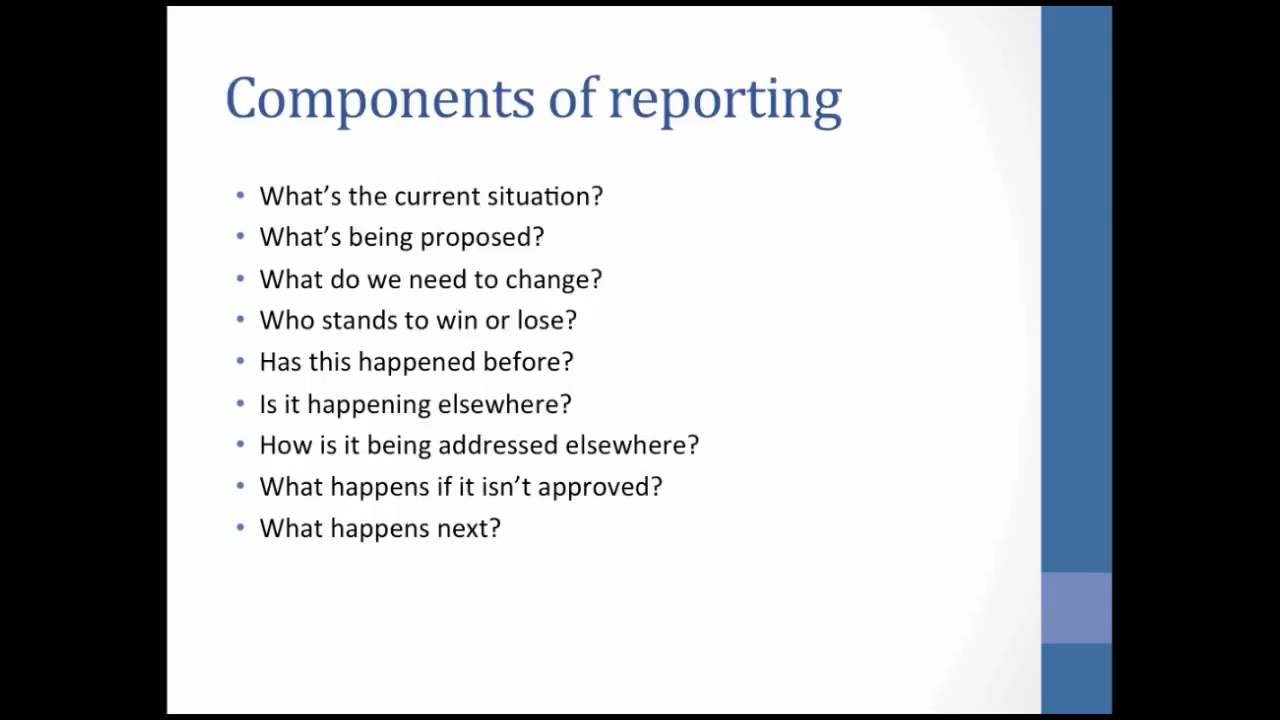 Components of reporting
• What’s the current situation?
• What’s being proposed?
• What do we need to change?
• Who stands to win or lose?
• Has this happened before?
• Is it happening elsewhere?
• How is it being addressed elsewhere?
• What happens if it isn’t approved?
• What happens next?